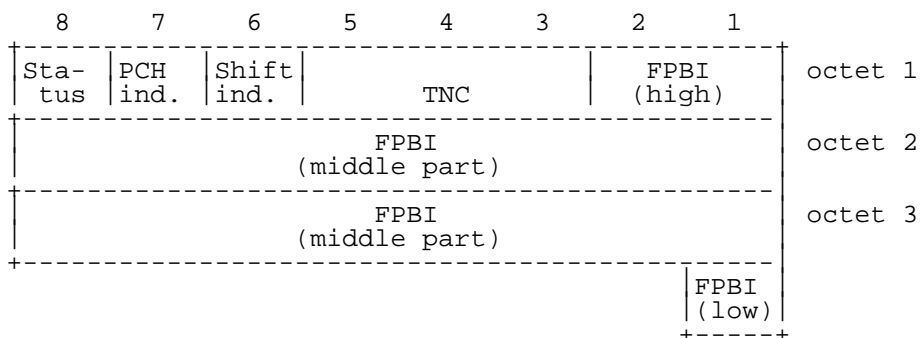 8 7 6 5 4 3 2 1
Sta- PCH Shift FPBI octet 1
tus ind. ind. TNC (high)
FPBI octet 2
(middle part)
FPBI octet 3
(middle part)
FPBI
(low)